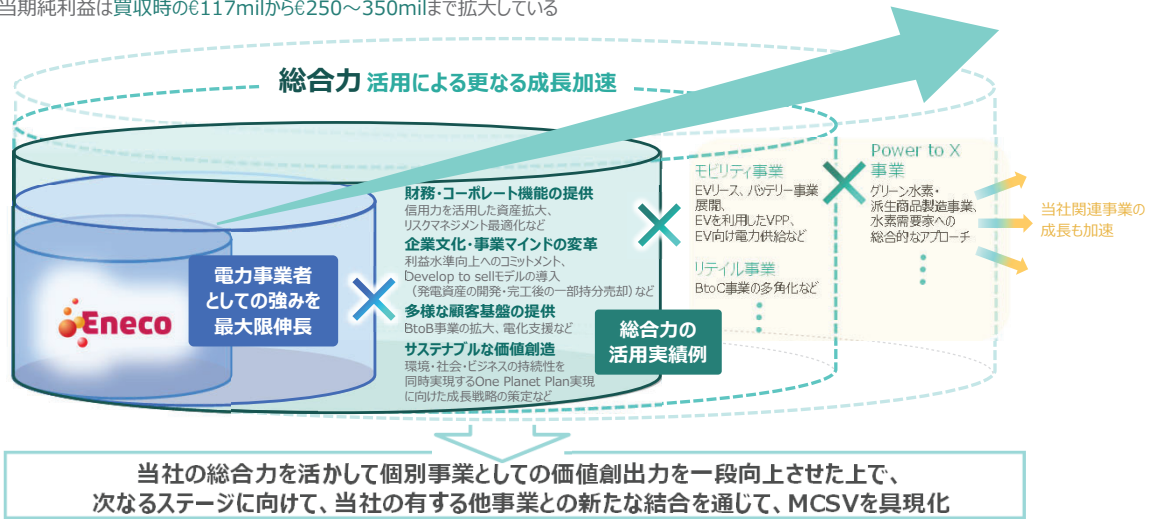 当期純利益は買収時の€117milから€250～350milまで拡大している
総合力 活用による更なる成長加速
Eneco
電力事業者
としての強みを
最大限伸長
財務・コーポレート機能の提供
信用力を活用した資産拡大、
リスクマネジメント最適化など
企業文化・事業マインドの変革
利益水準向上へのコミットメント、
Develop to sellモデルの導入
（発電資産の開発・完工後の一部持分売却）など
多様な顧客基盤の提供
BtoB事業の拡大、電化支援など
サステナブルな価値創造
環境・社会・ビジネスの持続性を
同時実現するOne Planet Plan実現
に向けた成長戦略の策定など
総合力の
活用実績例
モビリティ事業
EVリース、バッテリー事業
展開、
EVを利用したVPP、
EV向け電力供給など
リテイル事業
BtoC事業の多角化など
Power to X
事業
グリーン水素・
派生商品製造事業、
水素需要家への
総合的なアプローチ
当社関連事業の
成長も加速
当社の総合力を活かして個別事業としての価値創出力を一段向上させた上で、
次なるステージに向けて、当社の有する他事業との新たな結合を通じて、MCSVを具現化